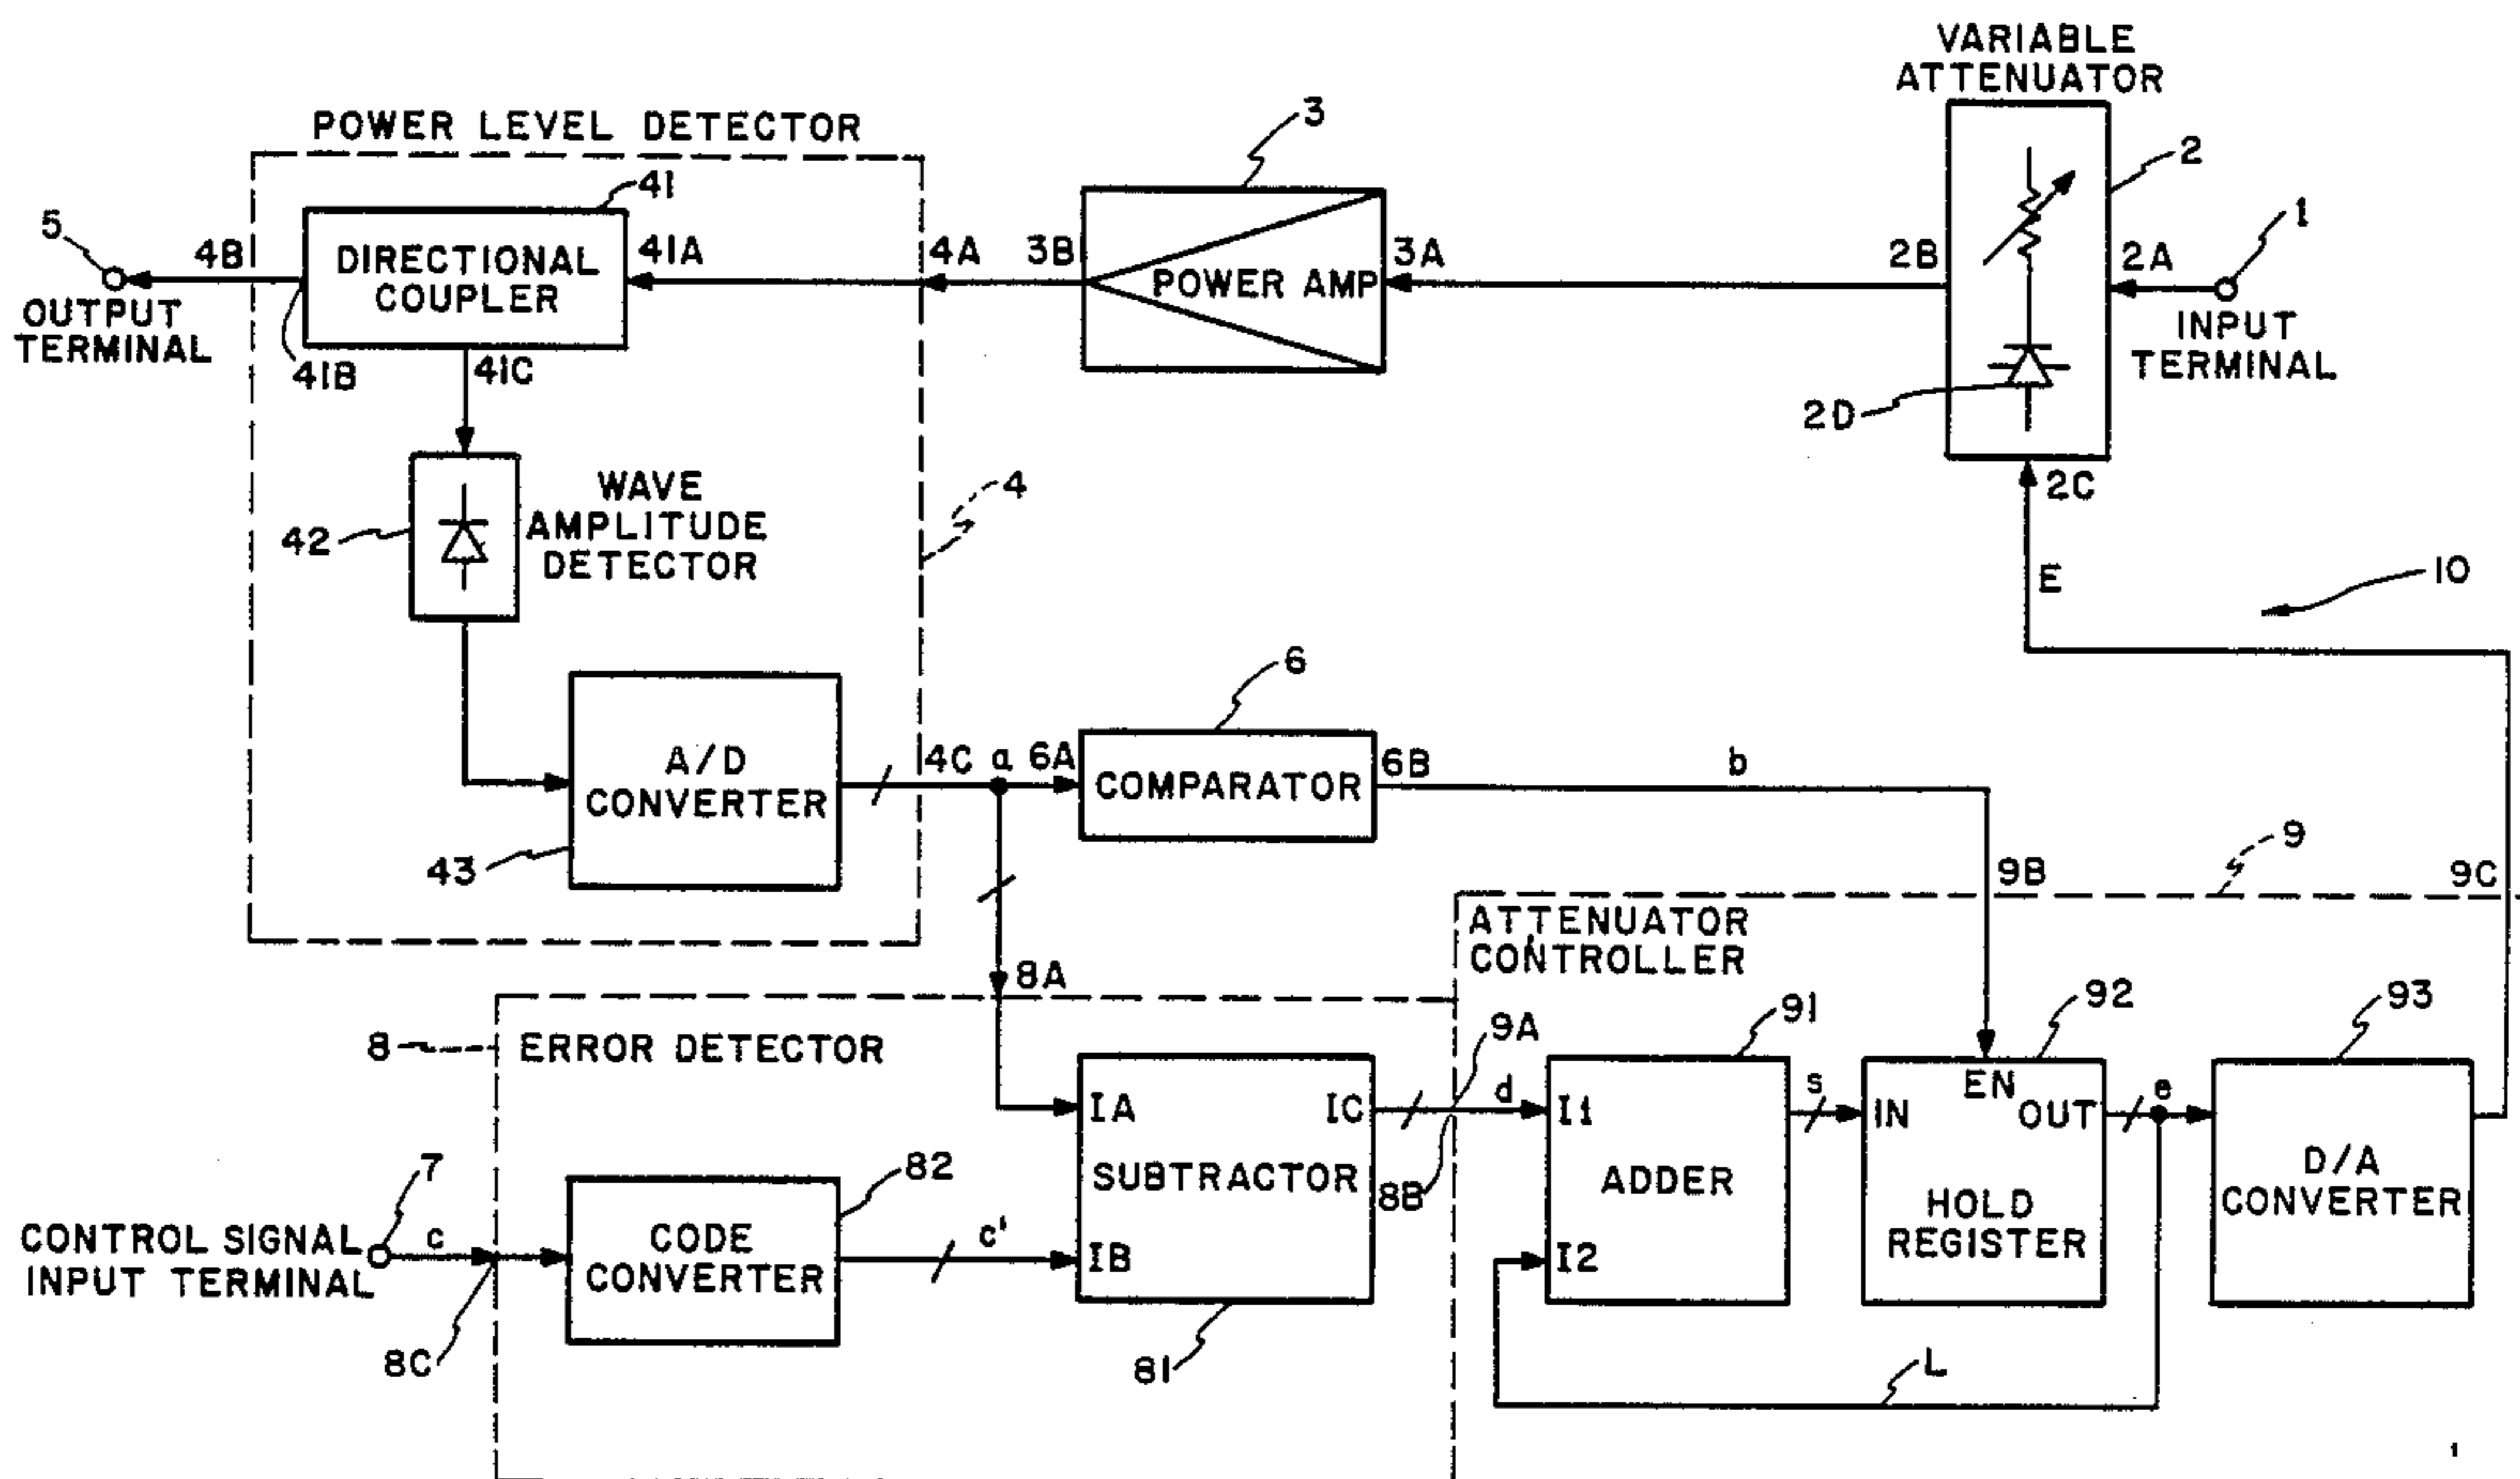 VARIABLE
ATTENUATOR
POWER LEVEL DETECTOR
3
2
41
1
5
4B
DIRECTIONAL
COUPLER
41A
4A
3B
POWER AMP
3A
2B
2A
OUTPUT
TERMINAL
INPUT
TERMINAL
41B
41C
2D
WAVE
AMPLITUDE
DETECTOR
42
4
2C
E
10
6
A/D
CONVERTER
4C
a
6A
COMPARATOR
6B
b
43
9
9B
9C
ATTENUATOR
CONTROLLER
8A
8
ERROR DETECTOR
9A
91
92
93
IA
IC
d
I1
s
IN
EN
OUT
e
SUBTRACTOR
8B
ADDER
HOLD
REGISTER
D/A
CONVERTER
7
82
CONTROL SIGNAL
INPUT TERMINAL
c
CODE
CONVERTER
c'
IB
I2
8C
81
L